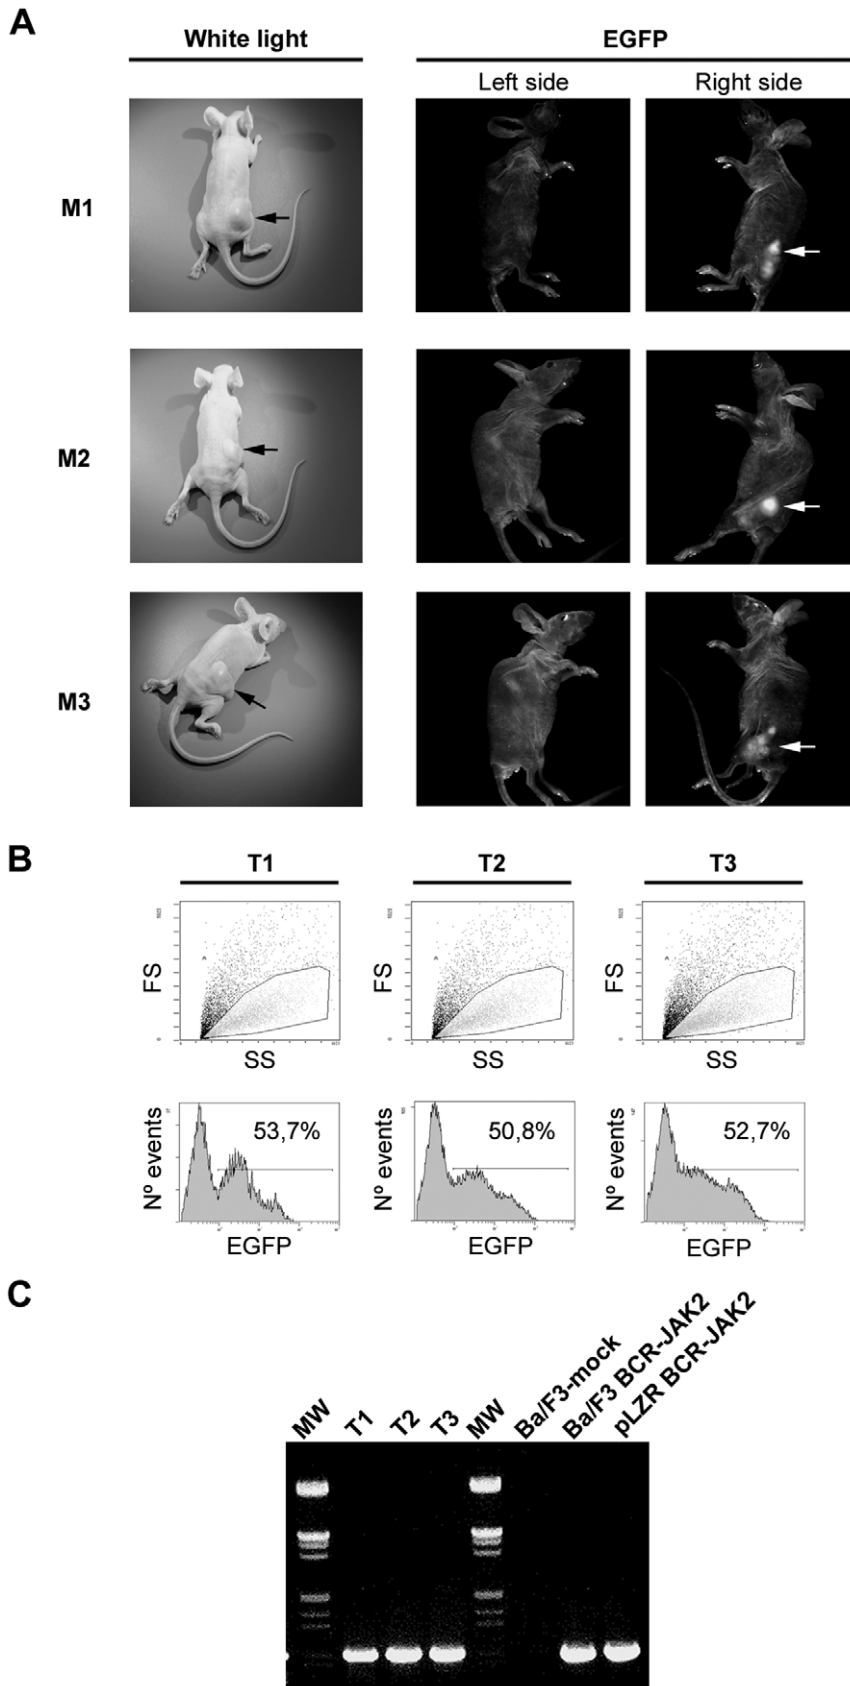 A
White light
EGFP
Left side
Right side
M1
M2
M3
B
T1
T2
T3
FS
FS
FS
A
A
A
SS
SS
SS
Nº events
Nº events
Nº events
53,7%
50,8%
52,7%
EGFP
EGFP
EGFP
C
MW
T1
T2
T3
MW
Ba/F3-mock
Ba/F3 BCR-JAK2
pLZR BCR-JAK2